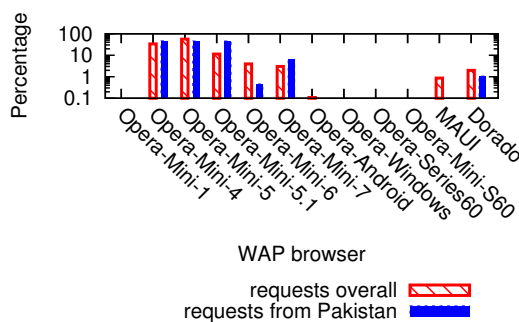 Percentage
100
10
1
0.1
Opera-Mini-1
Opera-Mini-4
Opera-Mini-5
Opera-Mini-5.1
Opera-Mini-6
Opera-Mini-7
Opera-Android
Opera-Windows
Opera-Series60
Opera-Mini-S60
MAUI
Dorado
WAP browser
requests overall
requests from Pakistan